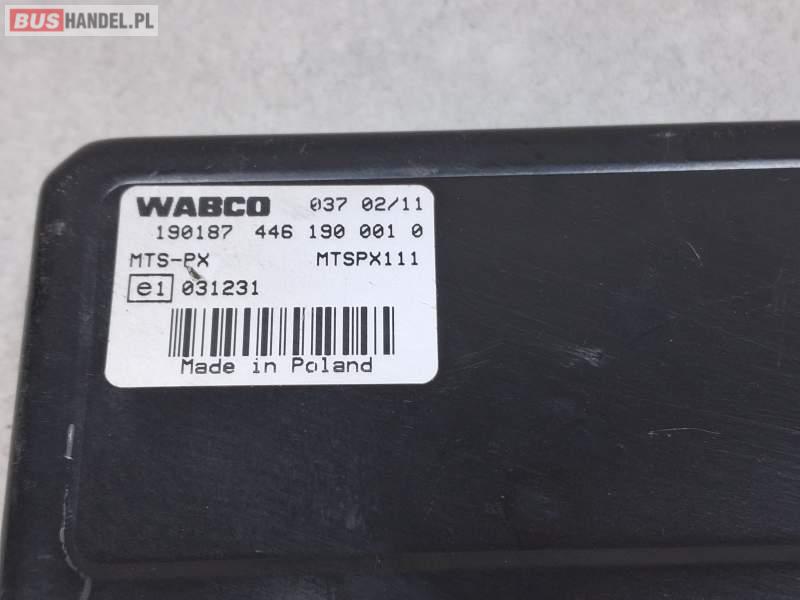 BUSHANDEL.PL
WABCO 037 02/11
190187 446 190 001 0
MTS-PX MTSPX111
e1 031231
Made in Poland